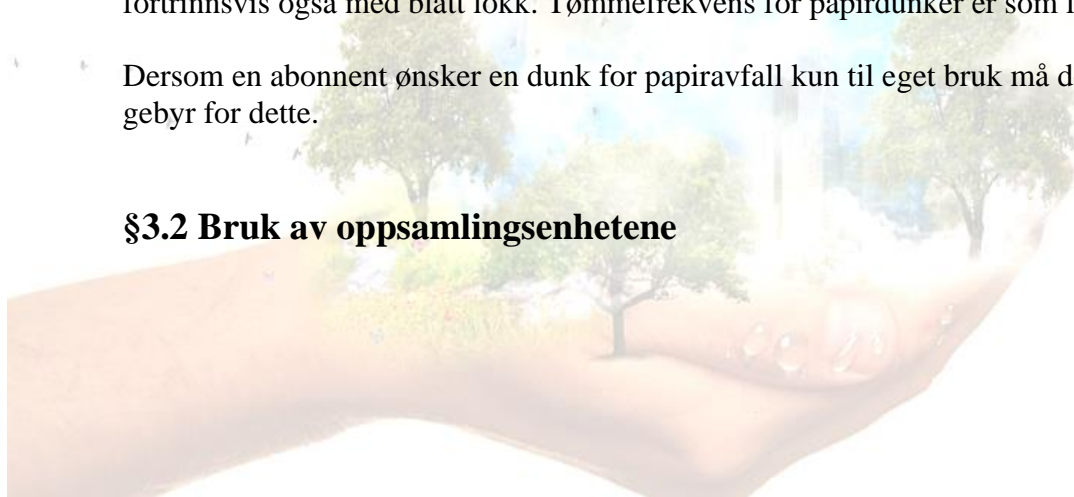 fortrinnsvis også med blått lokk. Tømmefrekvens for papirdunker er som
Dersom en abonnent ønsker en dunk for papiravfall kun til eget bruk må
gebyr for dette.
§3.2 Bruk av oppsamlingsenhetene